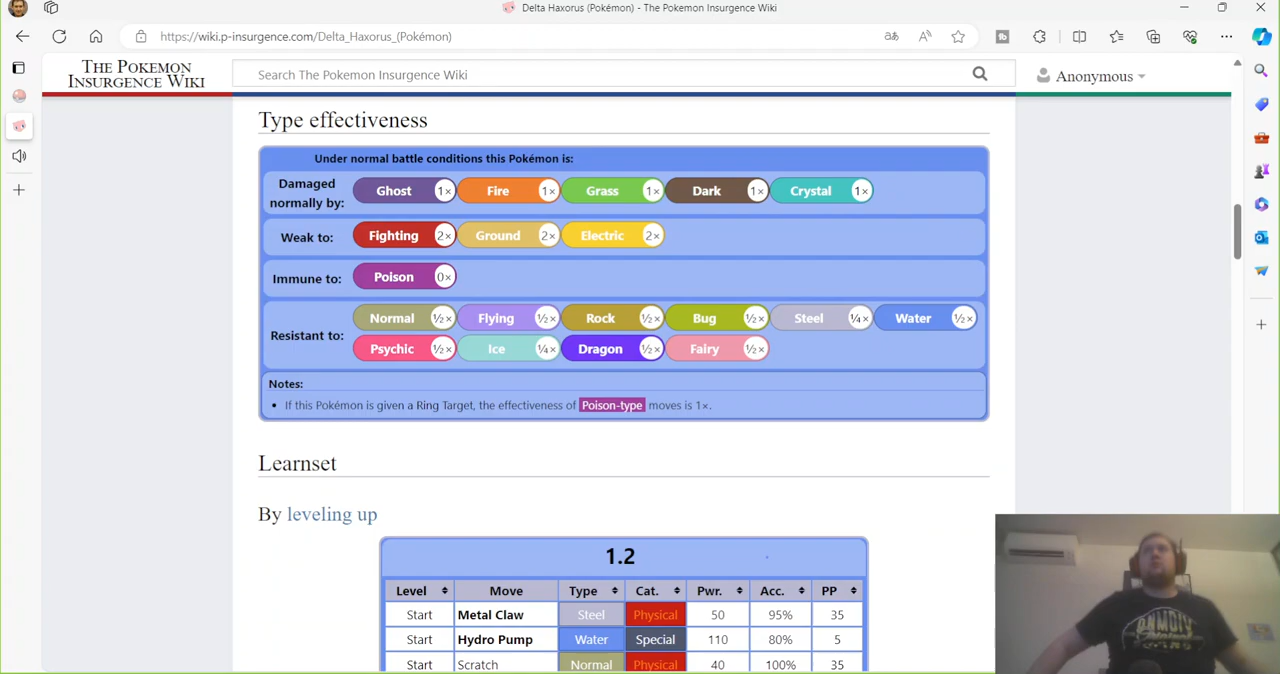 Delta Haxorus (Pokémon) - The Pokemon Insurgence Wiki
https://wiki.p-insurgence.com/Delta_Haxorus_(Pokémon)
THE POKEMON
INSURGENCE WIKI
Search The Pokemon Insurgence Wiki
Anonymous
Type effectiveness
Under normal battle conditions this Pokémon is:
Damaged normally by: Ghost 1× Fire 1× Grass 1× Dark 1× Crystal 1×
Weak to: Fighting 2× Ground 2× Electric 2×
Immune to: Poison 0×
Resistant to: Normal ½× Flying ½× Rock ½× Bug ½× Steel ¼× Water ½×
Psychic ½× Ice ¼× Dragon ½× Fairy ½×
Notes:
• If this Pokémon is given a Ring Target, the effectiveness of Poison-type moves is 1×.
Learnset
By leveling up
1.2
Level Move Type Cat. Pwr. Acc. PP
Start Metal Claw Steel Physical 50 95% 35
Start Hydro Pump Water Special 110 80% 5
Start Scratch Normal Physical 40 100% 35